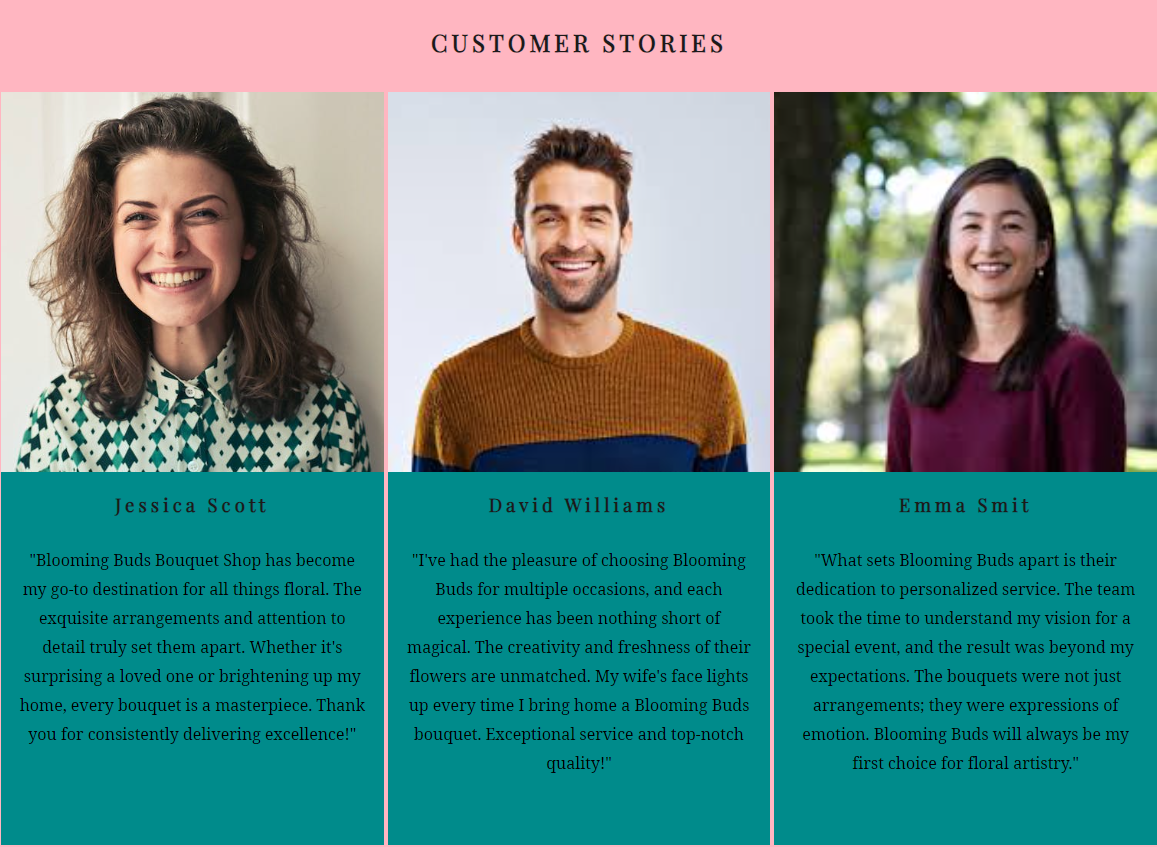 CUSTOMER STORIES
Jessica Scott
"Blooming Buds Bouquet Shop has become
my go-to destination for all things floral. The
exquisite arrangements and attention to
detail truly set them apart. Whether it's
surprising a loved one or brightening up my
home, every bouquet is a masterpiece. Thank
you for consistently delivering excellence!"
David Williams
"I've had the pleasure of choosing Blooming
Buds for multiple occasions, and each
experience has been nothing short of
magical. The creativity and freshness of their
flowers are unmatched. My wife's face lights
up every time I bring home a Blooming Buds
bouquet. Exceptional service and top-notch
quality!"
Emma Smit
"What sets Blooming Buds apart is their
dedication to personalized service. The team
took the time to understand my vision for a
special event, and the result was beyond my
expectations. The bouquets were not just
arrangements; they were expressions of
emotion. Blooming Buds will always be my
first choice for floral artistry."